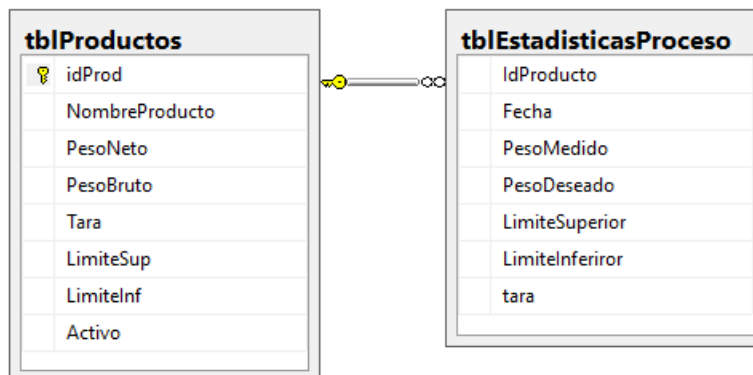 tblProductos
idProd
NombreProducto
PesoNeto
PesoBruto
Tara
LimiteSup
LimiteInf
Activo
tblEstadisticasProceso
IdProducto
Fecha
PesoMedido
PesoDeseado
LimiteSuperior
LimiteInferiror
tara